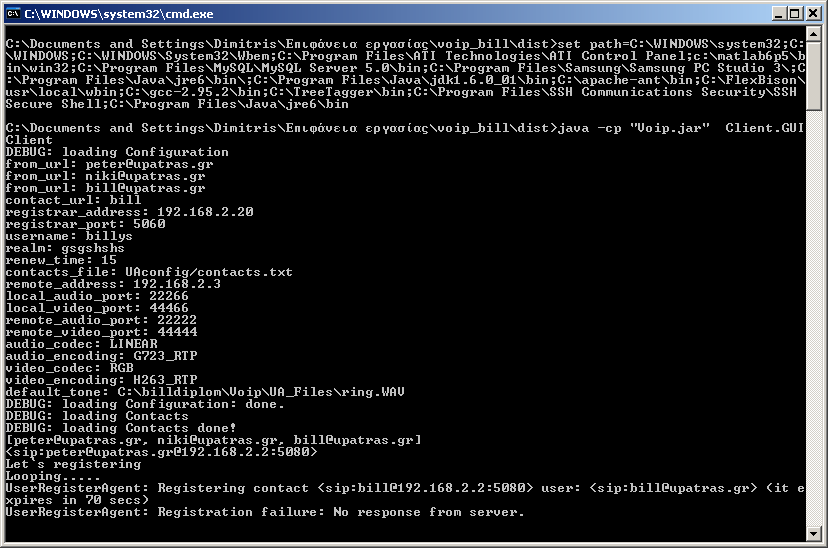 C:\WINDOWS\system32\cmd.exe
C:\Documents and Settings\Dimitris\Επιφάνεια εργασίας\voip_bill\dist>set path=C:\WINDOWS\system32;C:
\WINDOWS;C:\WINDOWS\System32\Wbem;C:\Program Files\ATI Technologies\ATI Control Panel;c:\matlab6p5\b
in\win32;C:\Program Files\MySQL\MySQL Server 5.0\bin;C:\Program Files\Samsung\Samsung PC Studio 3\;C
:\Program Files\Java\jre6\bin\;C:\Program Files\Java\jdk1.6.0_01\bin;C:\apache-ant\bin;C:\FlexBison\
usr\local\wbin;C:\gcc-2.95.2\bin;C:\TreeTagger\bin;C:\Program Files\SSH Communications Security\SSH
Secure Shell;C:\Program Files\Java\jre6\bin
C:\Documents and Settings\Dimitris\Επιφάνεια εργασίας\voip_bill\dist>java -cp "Voip.jar"  Client.GUI
Client
DEBUG: loading Configuration
from_url: peter@upatras.gr
from_url: niki@upatras.gr
from_url: bill@upatras.gr
contact_url: bill
registrar_address: 192.168.2.20
registrar_port: 5060
username: billys
realm: gsgshshs
renew_time: 15
contacts_file: UAconfig/contacts.txt
remote_address: 192.168.2.3
local_audio_port: 22266
local_video_port: 44466
remote_audio_port: 22222
remote_video_port: 44444
audio_codec: LINEAR
audio_encoding: G723_RTP
video_codec: RGB
video_encoding: H263_RTP
default_tone: C:\billdiplom\Voip\UA_Files\ring.WAV
DEBUG: loading Configuration: done.
DEBUG: loading Contacts
DEBUG: loading Contacts done!
[peter@upatras.gr, niki@upatras.gr, bill@upatras.gr]
<sip:peter@upatras.gr@192.168.2.2:5080>
Let`s registering
Looping.....
UserRegisterAgent: Registering contact <sip:bill@192.168.2.2:5080> user: <sip:bill@upatras.gr> (it e
xpires in 70 secs)
UserRegisterAgent: Registration failure: No response from server.